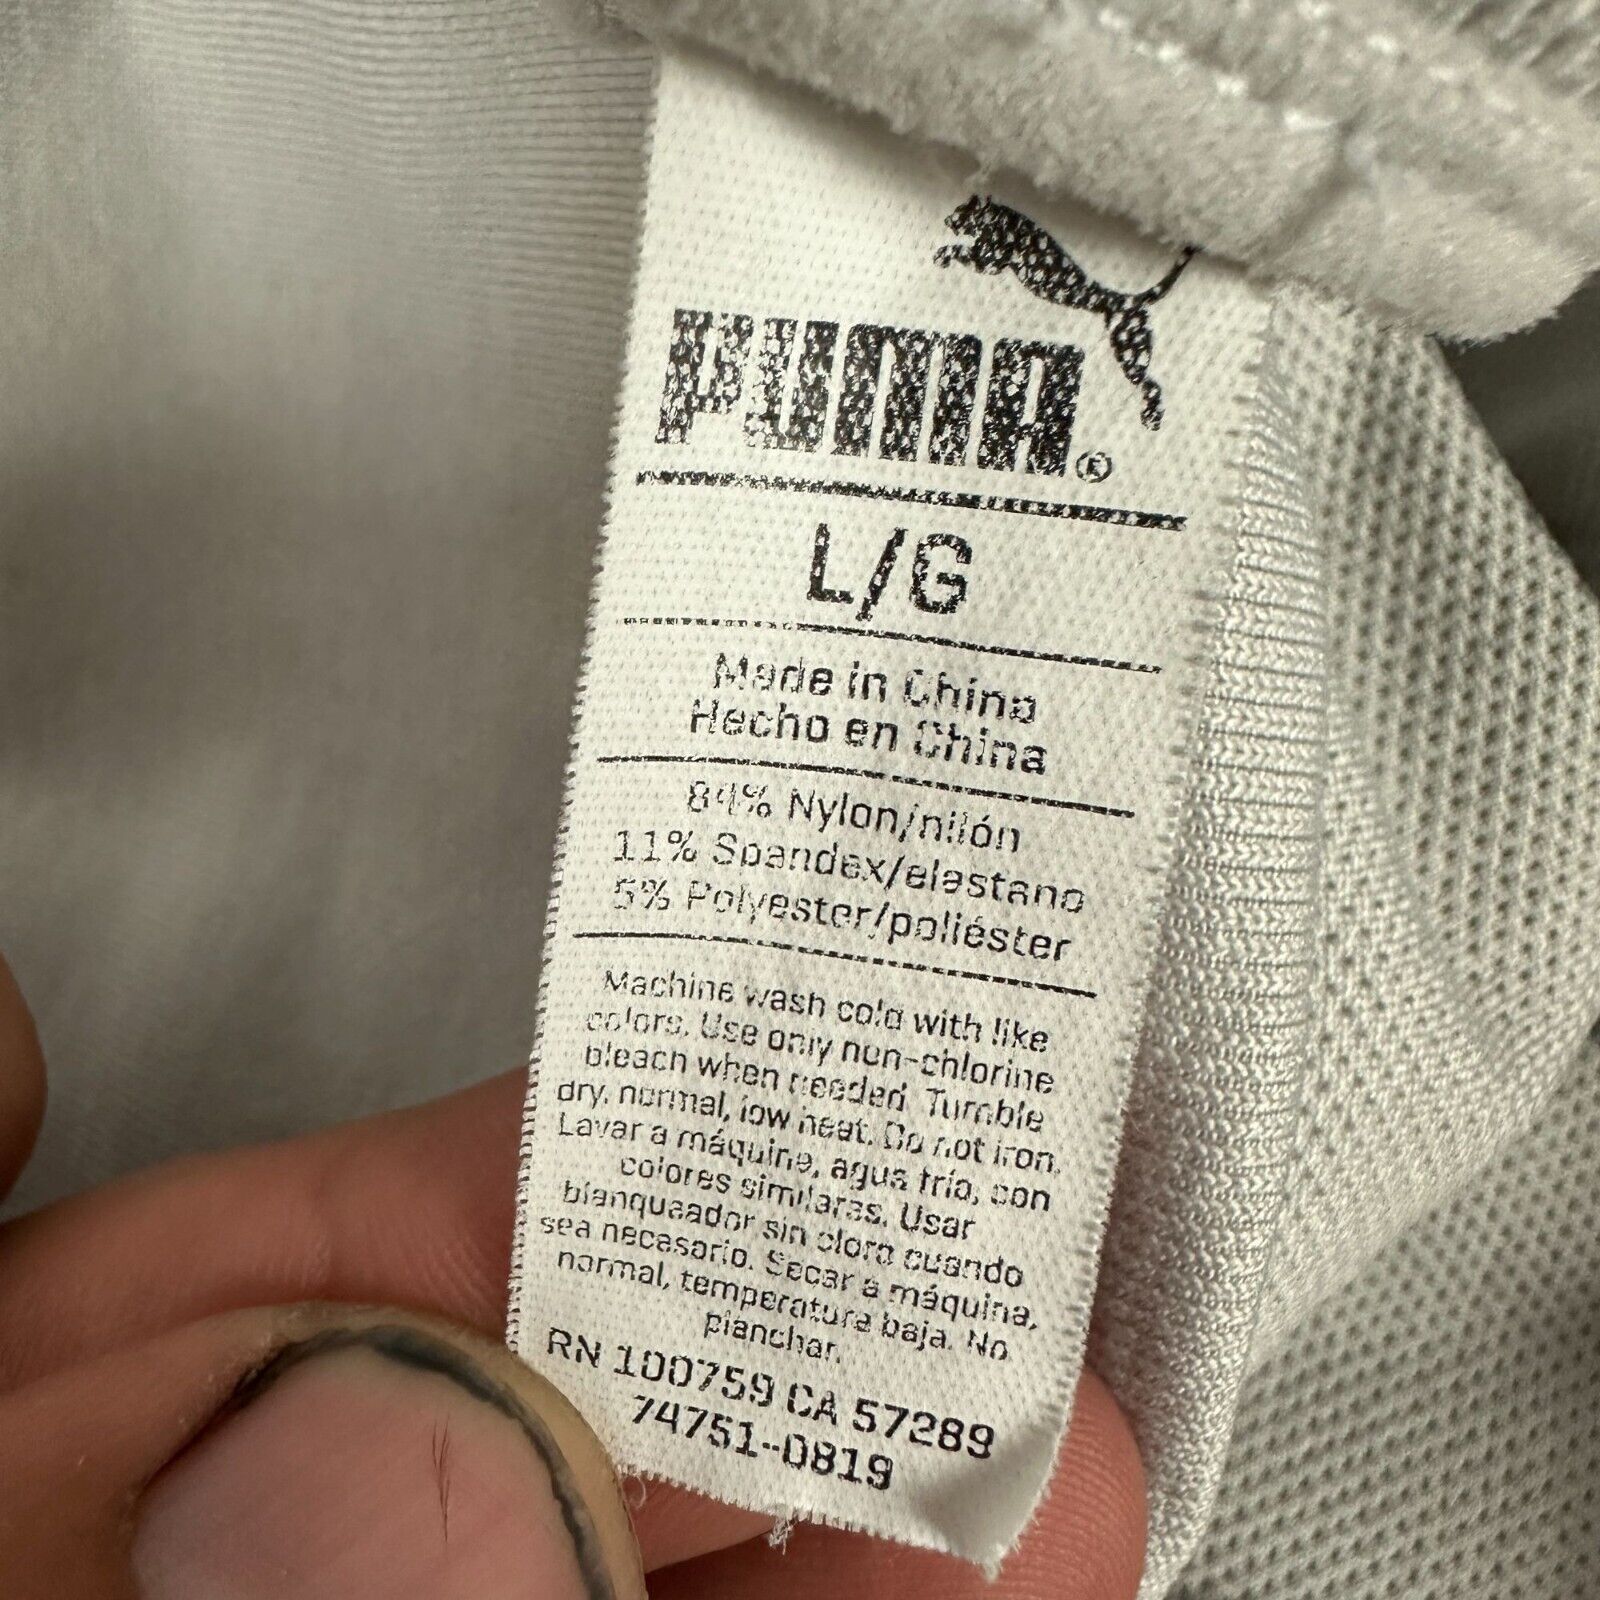 PUMA®
L/G
Made in China
Hecho en China
84% Nylon/nilón
11% Spandex/elastano
5% Polyester/poliéster
Machine wash cold with like
colors. Use only non-chlorine
bleach when needed. Tumble
dry, normal, low heat. Do not iron.
Lavar a máquina, agua fría, con
colores similares. Usar
blanqueador sin cloro cuando
sea necesario. Secar a máquina,
normal, temperatura baja. No
planchar.
RN 100759 CA 57289
74751-0819